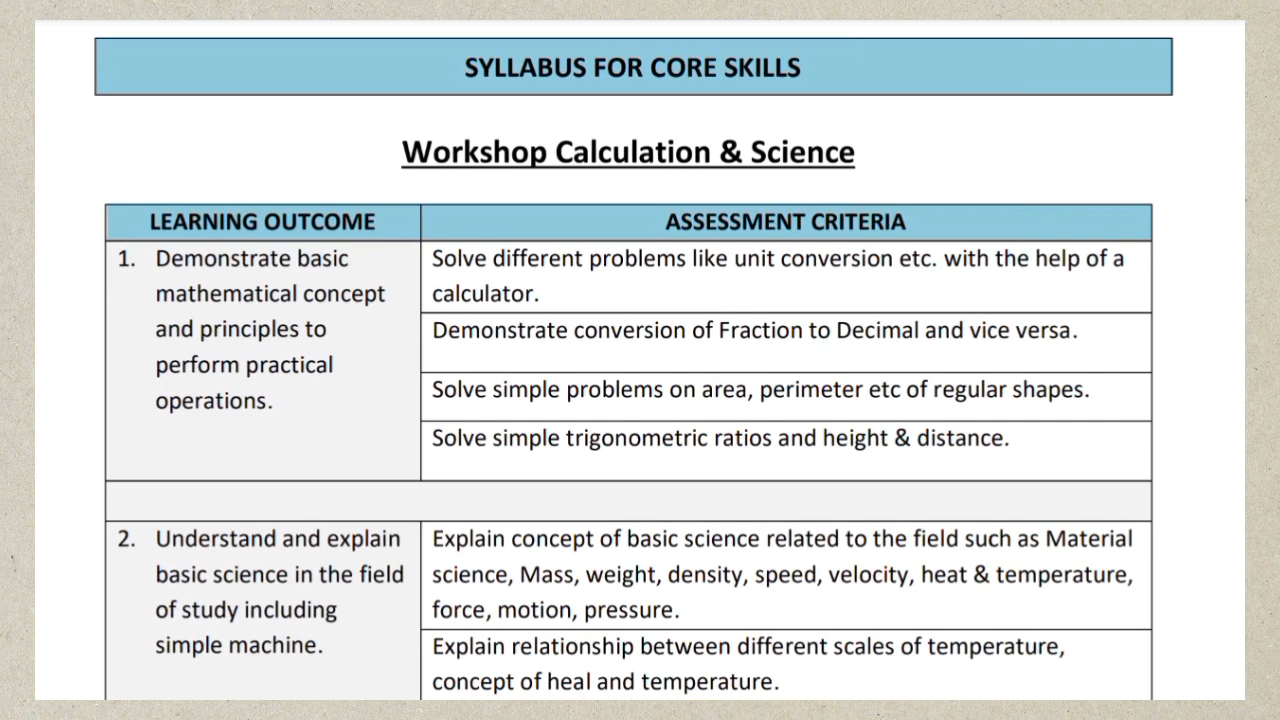 SYLLABUS FOR CORE SKILLS
Workshop Calculation & Science
LEARNING OUTCOME
ASSESSMENT CRITERIA
1. Demonstrate basic
mathematical concept
and principles to
perform practical
operations.
Solve different problems like unit conversion etc. with the help of a
calculator.
Demonstrate conversion of Fraction to Decimal and vice versa.
Solve simple problems on area, perimeter etc of regular shapes.
Solve simple trigonometric ratios and height & distance.
2. Understand and explain
basic science in the field
of study including
simple machine.
Explain concept of basic science related to the field such as Material
science, Mass, weight, density, speed, velocity, heat & temperature,
force, motion, pressure.
Explain relationship between different scales of temperature,
concept of heal and temperature.